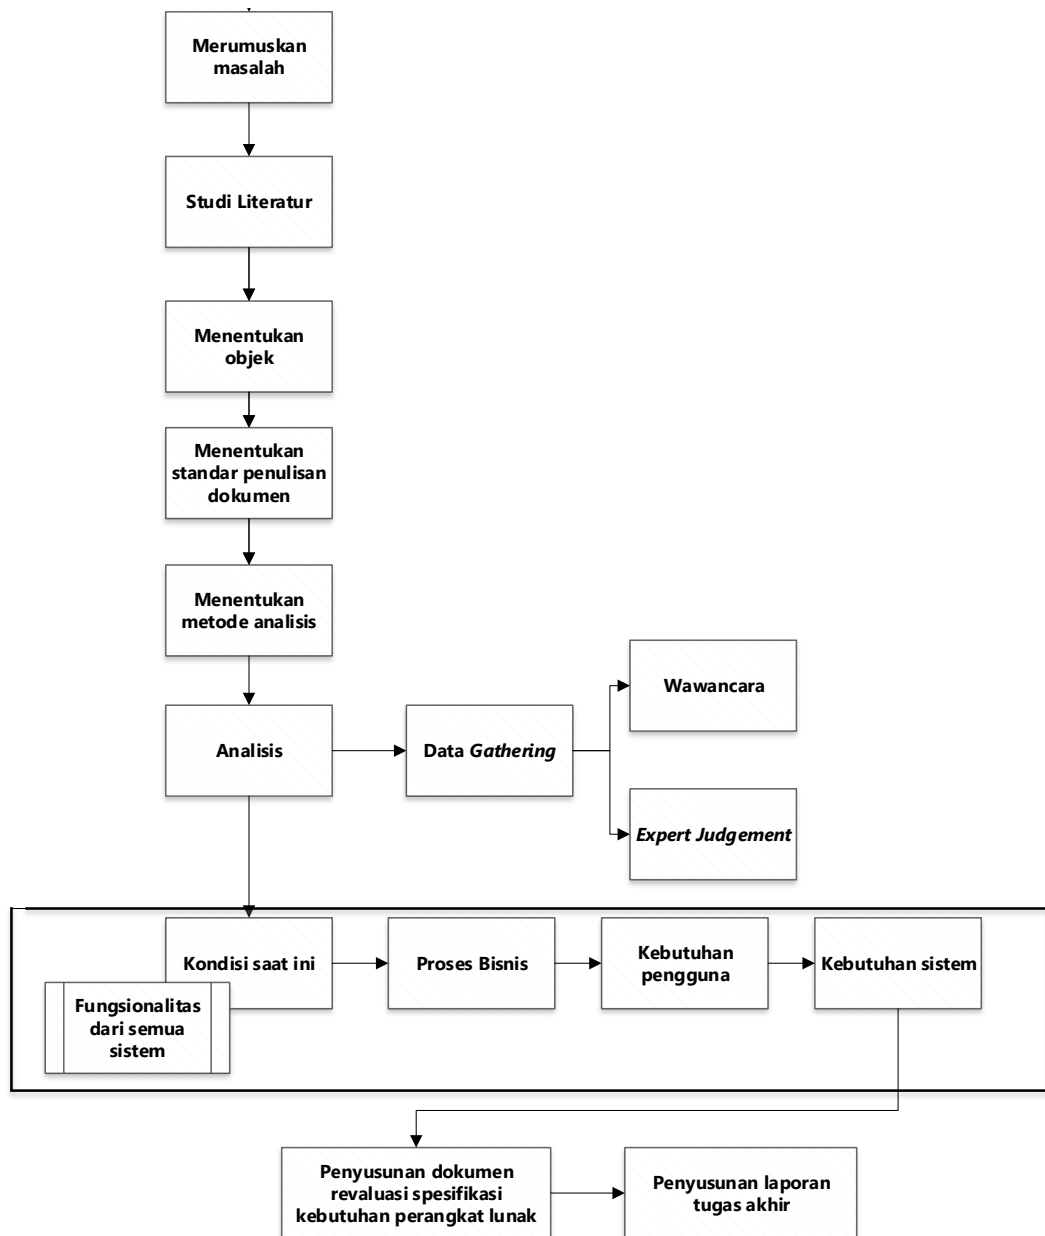 Merumuskan
masalah
Studi Literatur
Menentukan
objek
Menentukan
standar penulisan
dokumen
Menentukan
metode analisis
Analisis
Data Gathering
Wawancara
Expert Judgement
Kondisi saat ini
Fungsionalitas
dari semua
sistem
Proses Bisnis
Kebutuhan
pengguna
Kebutuhan sistem
Penyusunan dokumen
revaluasi spesifikasi
kebutuhan perangkat lunak
Penyusunan laporan
tugas akhir